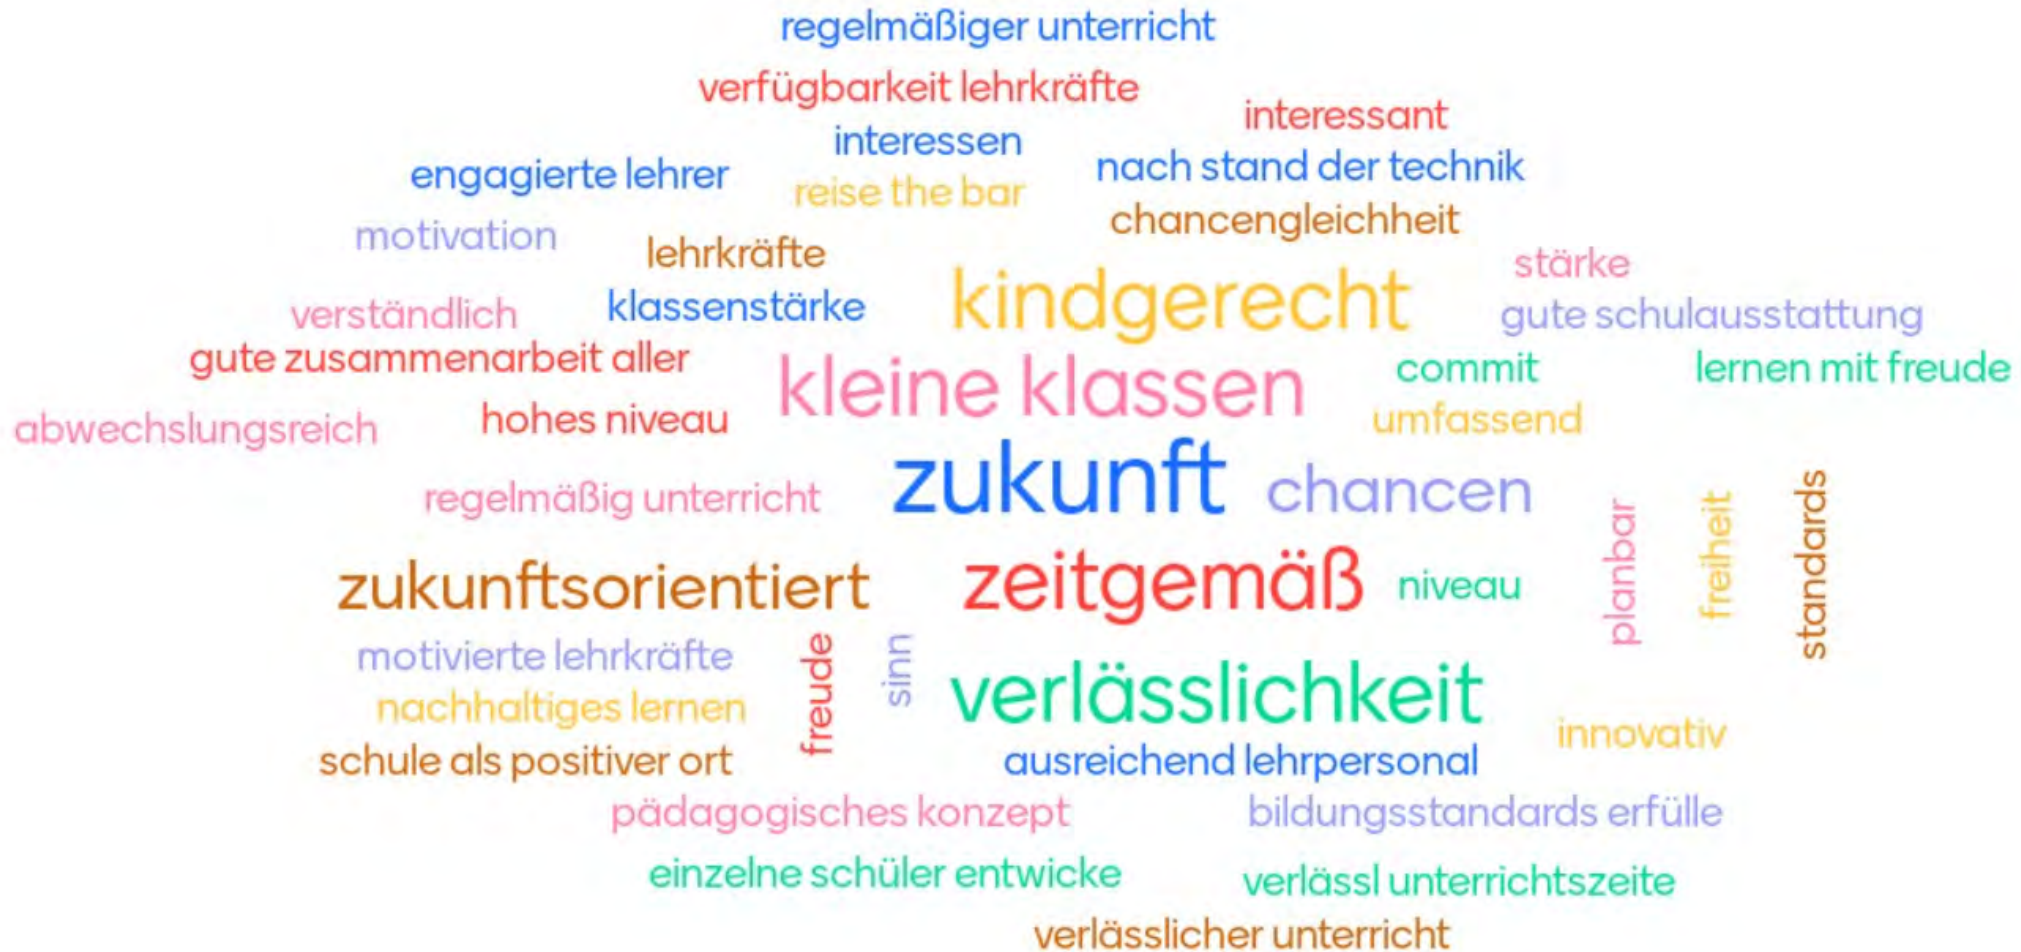 regelmäßiger unterricht
verfügbarkeit lehrkräfte
interessant
interessen
nach stand der technik
engagierte lehrer
reise the bar
chancengleichheit
motivation
lehrkräfte
stärke
kindgerecht
verständlich
klassenstärke
gute schulausstattung
gute zusammenarbeit aller
kleine klassen
commit
lernen mit freude
abwechslungsreich
hohes niveau
umfassend
zukunft
chancen
regelmäßig unterricht
planbar
freiheit
standards
zukunftsorientiert
zeitgemäß
niveau
motivierte lehrkräfte
freude
sinn
verlässlichkeit
nachhaltiges lernen
innovativ
schule als positiver ort
ausreichend lehrpersonal
pädagogisches konzept
bildungsstandards erfülle
einzelne schüler entwicke
verlässl unterrichtszeite
verlässlicher unterricht